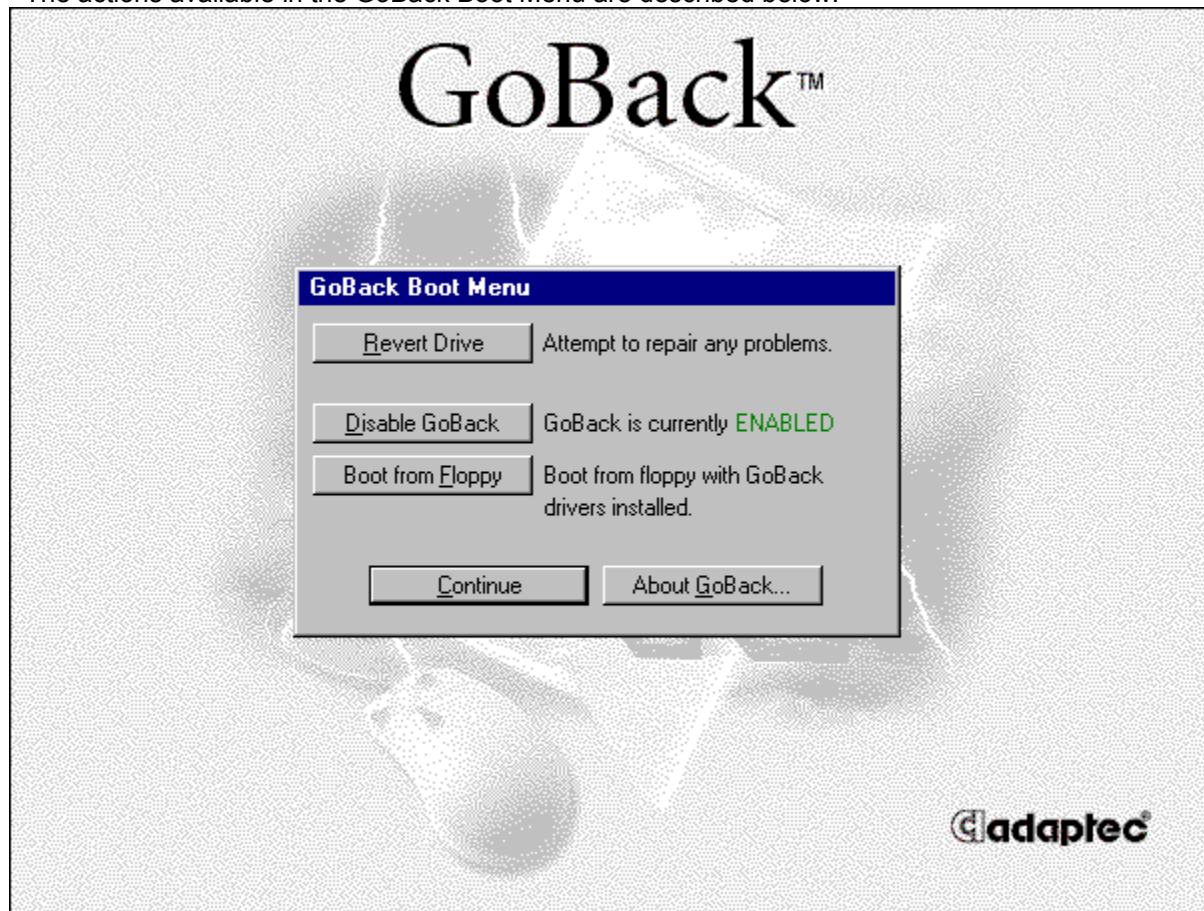 The actions available in the GoBack Boot Menu are described below.
GoBack™
GoBack Boot Menu
Revert Drive Attempt to repair any problems.
Disable GoBack GoBack is currently ENABLED
Boot from Floppy Boot from floppy with GoBack
drivers installed.
Continue About GoBack...
adaptec®